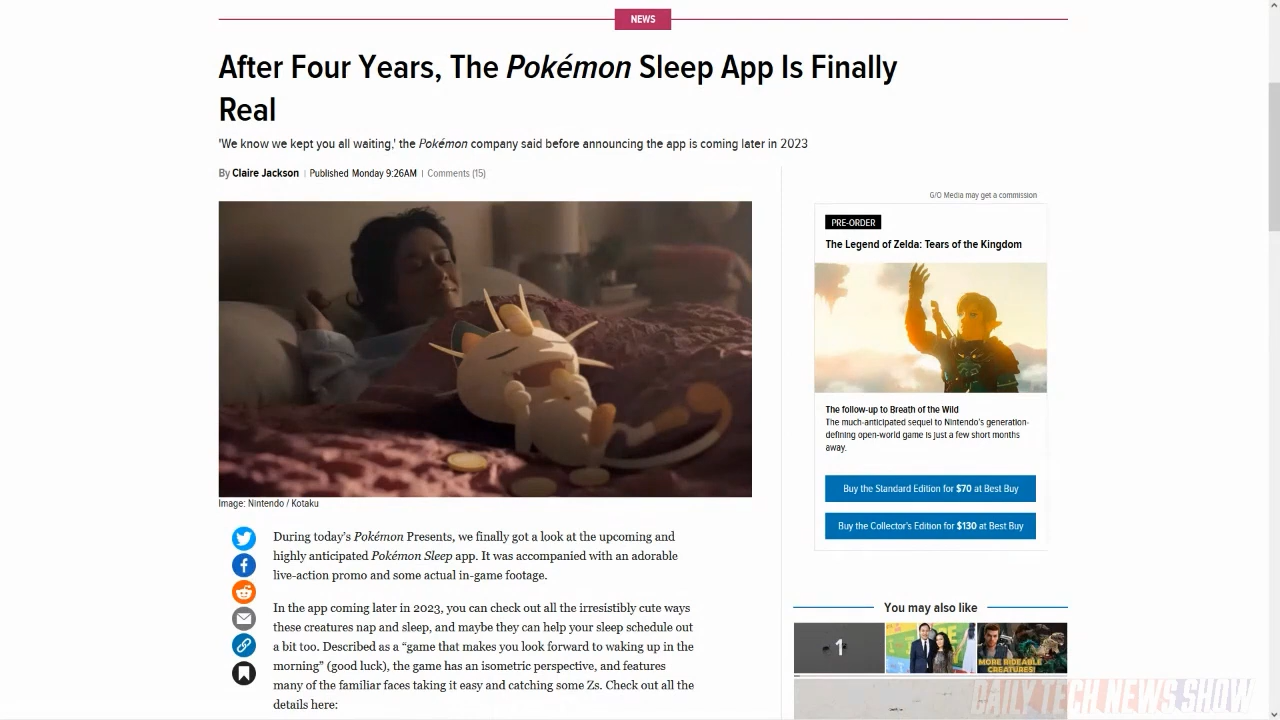 NEWS
After Four Years, The Pokémon Sleep App Is Finally
Real
'We know we kept you all waiting,' the Pokémon company said before announcing the app is coming later in 2023
By Claire Jackson | Published Monday 9:26AM | Comments (15)
Image: Nintendo / Kotaku
During today's Pokémon Presents, we finally got a look at the upcoming and
highly anticipated Pokémon Sleep app. It was accompanied with an adorable
live-action promo and some actual in-game footage.
In the app coming later in 2023, you can check out all the irresistibly cute ways
these creatures nap and sleep, and maybe they can help your sleep schedule out
a bit too. Described as a “game that makes you look forward to waking up in the
morning” (good luck), the game has an isometric perspective, and features
many of the familiar faces taking it easy and catching some Zs. Check out all the
details here:
G/O Media may get a commission
PRE-ORDER
The Legend of Zelda: Tears of the Kingdom
The follow-up to Breath of the Wild
The much-anticipated sequel to Nintendo's generation-
defining open-world game is just a few short months
away.
Buy the Standard Edition for $70 at Best Buy
Buy the Collector's Edition for $130 at Best Buy
You may also like
1
MORE RIDEABLE
CREATURES!
DAILY TECH NEWS SHOW